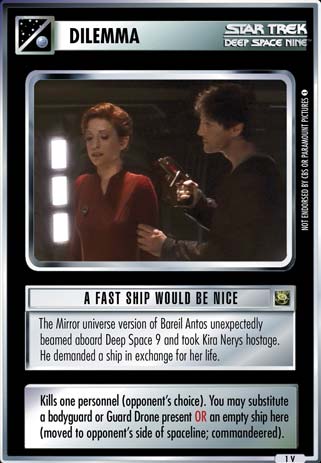 DILEMMA
STAR TREK
DEEP SPACE NINE
NOT ENDORSED BY CBS OR PARAMOUNT PICTURES
A FAST SHIP WOULD BE NICE
The Mirror universe version of Bareil Antos unexpectedly
beamed aboard Deep Space 9 and took Kira Nerys hostage.
He demanded a ship in exchange for her life.
Kills one personnel (opponent's choice). You may substitute
a bodyguard or Guard Drone present OR an empty ship here
(moved to opponent's side of spaceline; commandeered).
1 V